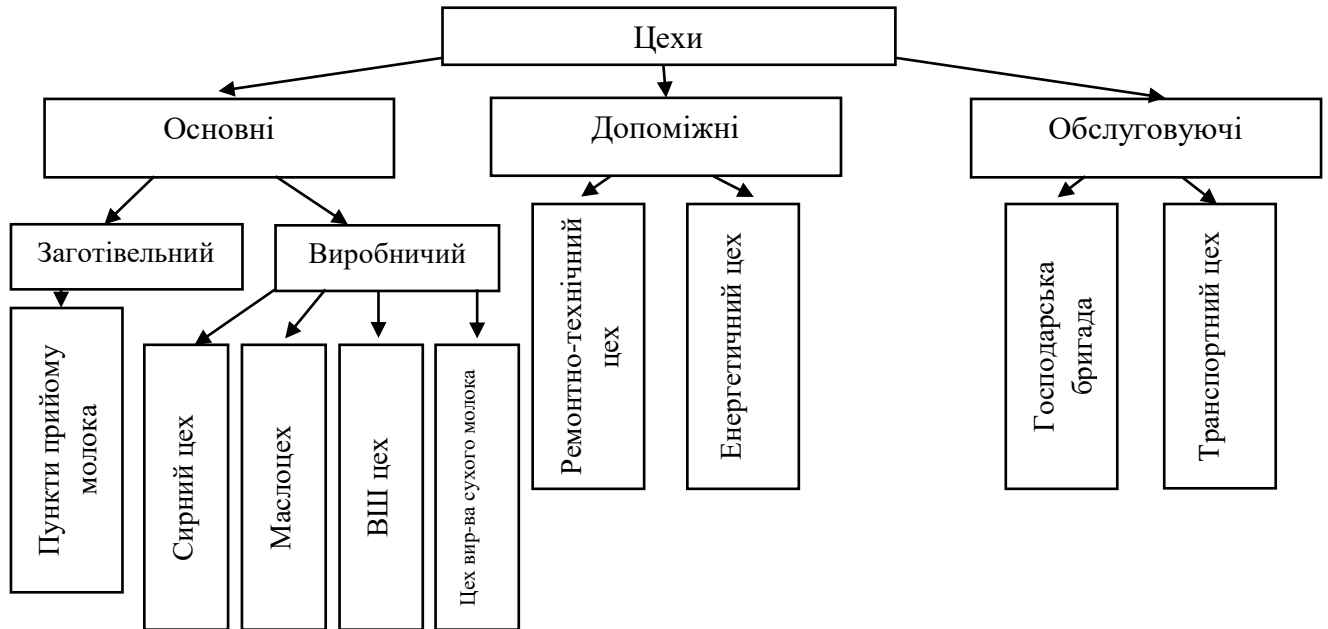 Цехи
Основні
Допоміжні
Обслуговуючі
Заготівельний
Виробничий
Пункти прийому
молока
Сирний цех
Маслоцех
ВШ цех
Цех вир-ва сухого молока
Ремонтно-технічний
цех
Енергетичний цех
Господарська
бригада
Транспортний цех